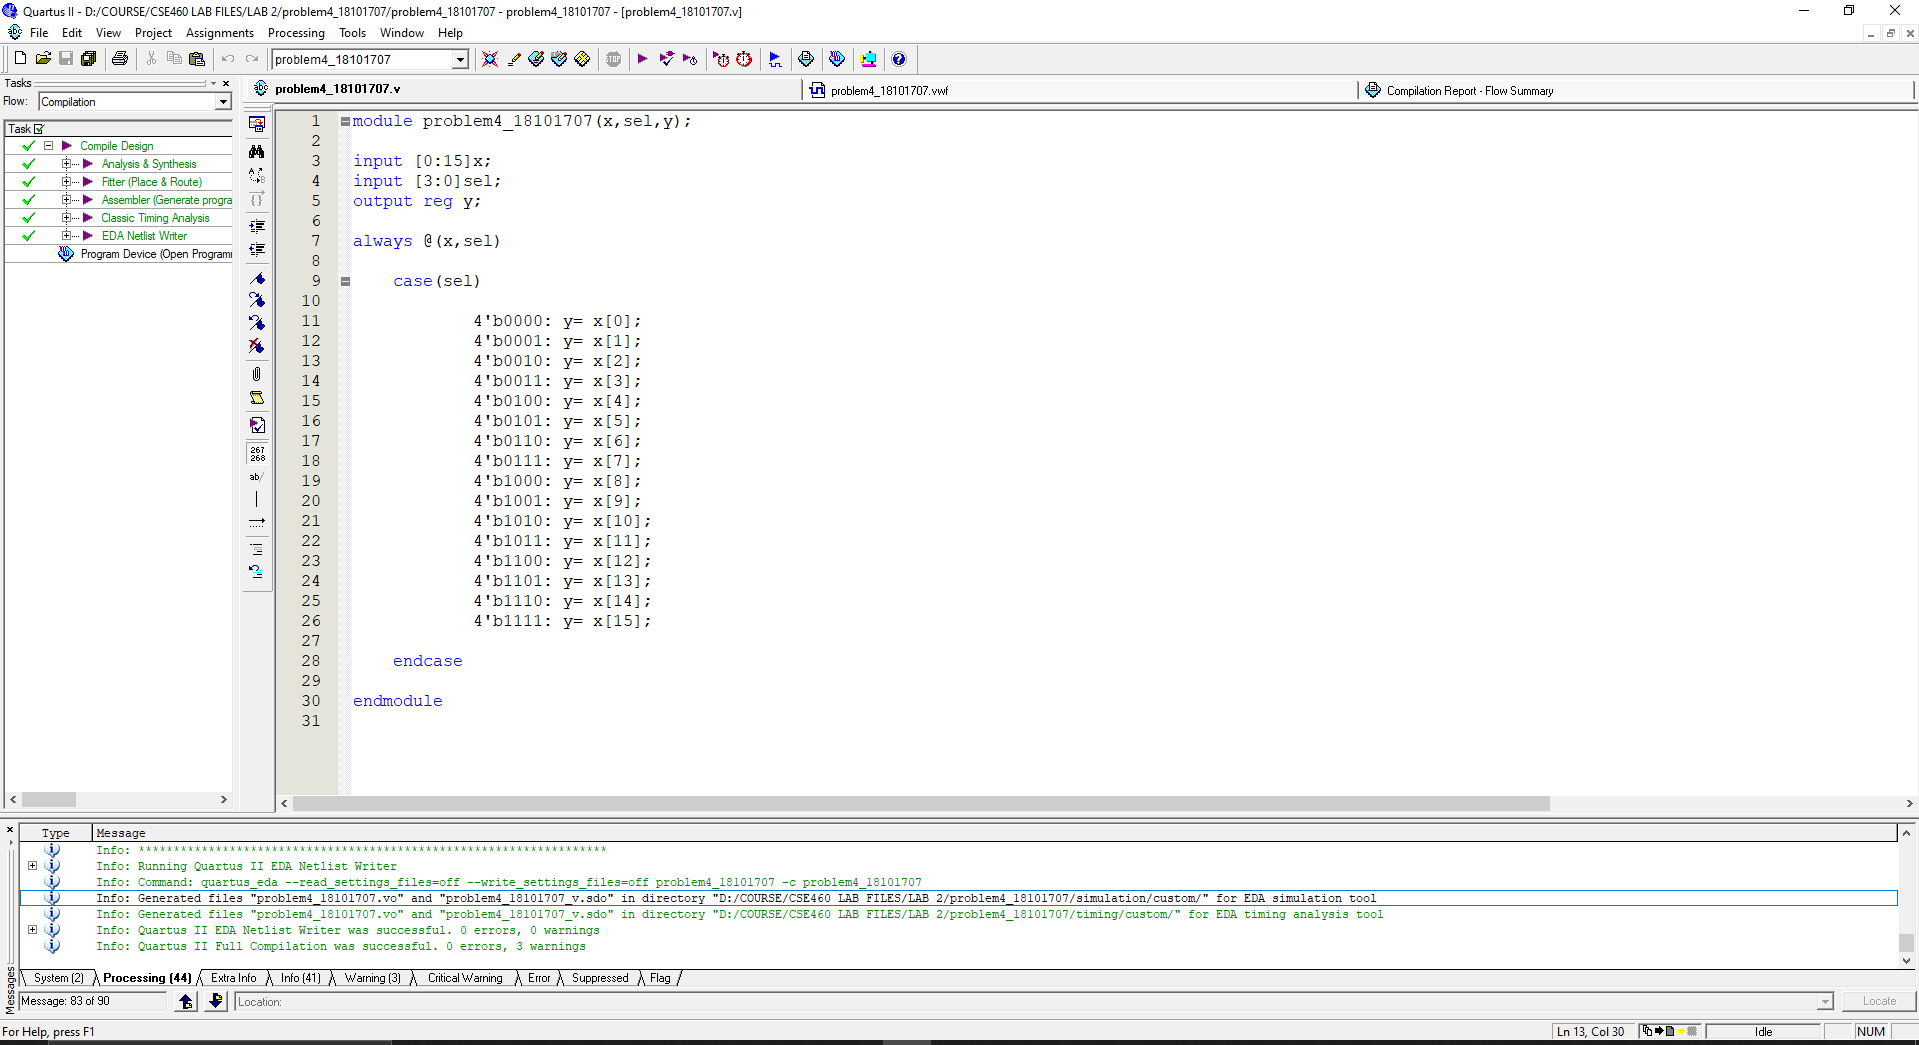 Quartus II - D:/COURSE/CSE460 LAB FILES/LAB 2/problem4_18101707/problem4_18101707 - problem4_18101707 - [problem4_18101707.v]
File Edit View Project Assignments Processing Tools Window Help
problem4_18101707
Tasks
Flow: Compilation
Task
Compile Design
Analysis & Synthesis
Fitter (Place & Route)
Assembler (Generate progra
Classic Timing Analysis
EDA Netlist Writer
Program Device (Open Program
problem4_18101707.v
problem4_18101707.vwf
Compilation Report - Flow Summary
267
268
ab/
1 module problem4_18101707(x,sel,y);
2
3 input [0:15]x;
4 input [3:0]sel;
5 output reg y;
6
7 always @(x,sel)
8
9 case(sel)
10
11 4'b0000: y= x[0];
12 4'b0001: y= x[1];
13 4'b0010: y= x[2];
14 4'b0011: y= x[3];
15 4'b0100: y= x[4];
16 4'b0101: y= x[5];
17 4'b0110: y= x[6];
18 4'b0111: y= x[7];
19 4'b1000: y= x[8];
20 4'b1001: y= x[9];
21 4'b1010: y= x[10];
22 4'b1011: y= x[11];
23 4'b1100: y= x[12];
24 4'b1101: y= x[13];
25 4'b1110: y= x[14];
26 4'b1111: y= x[15];
27
28 endcase
29
30 endmodule
31
Type Message
Info: *******************************************************************
Info: Running Quartus II EDA Netlist Writer
Info: Command: quartus_eda --read_settings_files=off --write_settings_files=off problem4_18101707 -c problem4_18101707
Info: Generated files "problem4_18101707.vo" and "problem4_18101707_v.sdo" in directory "D:/COURSE/CSE460 LAB FILES/LAB 2/problem4_18101707/simulation/custom/" for EDA simulation tool
Info: Generated files "problem4_18101707.vo" and "problem4_18101707_v.sdo" in directory "D:/COURSE/CSE460 LAB FILES/LAB 2/problem4_18101707/timing/custom/" for EDA timing analysis tool
Info: Quartus II EDA Netlist Writer was successful. 0 errors, 0 warnings
Info: Quartus II Full Compilation was successful. 0 errors, 3 warnings
System (2) Processing (44) Extra Info Info (41) Warning (3) Critical Warning Error Suppressed Flag
Messages
Message: 83 of 90
Location:
Locate
For Help, press F1
Ln 13, Col 30
Idle
NUM